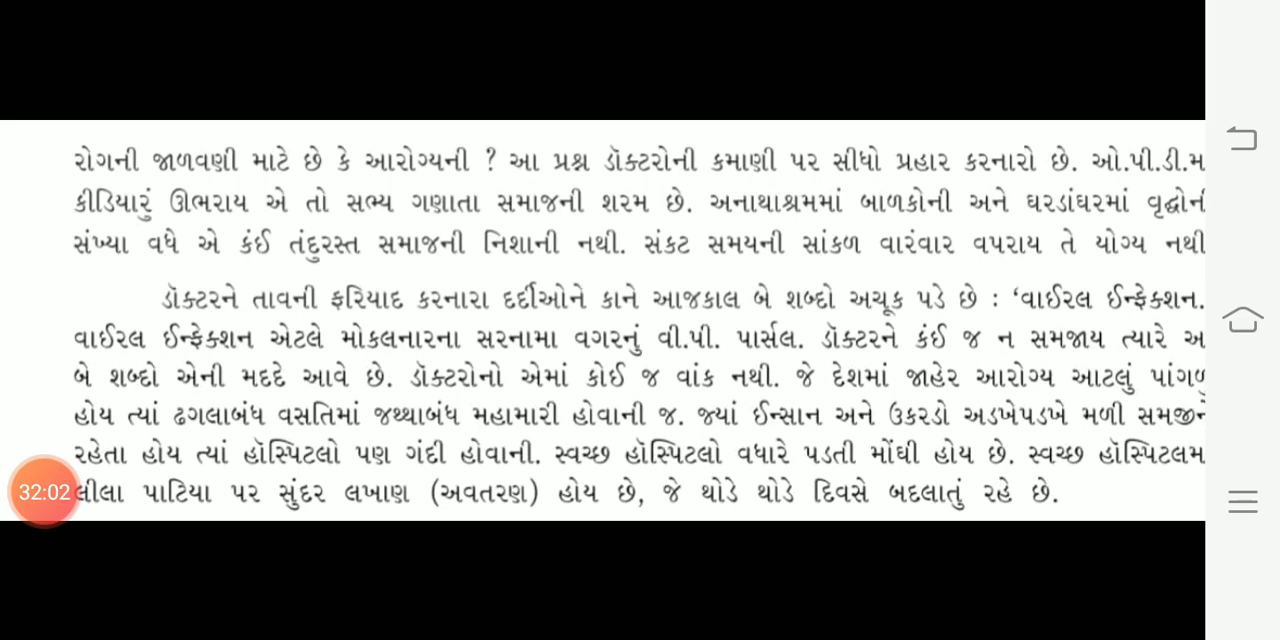 રોગની જાળવણી માટે છે કે આરોગ્યની ? આ પ્રશ્ન ડૉક્ટરોની કમાણી પર સીધો પ્રહાર કરનારો છે. ઓ.પી.ડી.મ
કીડિયારું ઊભરાય એ તો સભ્ય ગણાતા સમાજની શરમ છે. અનાથાશ્રમમાં બાળકોની અને ઘરડાંઘરમાં વૃદ્ધોની
સંખ્યા વધે એ કંઈ તંદુરસ્ત સમાજની નિશાની નથી. સંકટ સમયની સાંકળ વારંવાર વપરાય તે યોગ્ય નથી
ડૉક્ટરને તાવની ફરિયાદ કરનારા દર્દીઓને કાને આજકાલ બે શબ્દો અચૂક પડે છે : ‘વાઈરલ ઈન્ફેક્શન.
વાઈરલ ઈન્ફેક્શન એટલે મોકલનારના સરનામા વગરનું વી.પી. પાર્સલ. ડૉક્ટરને કંઈ જ ન સમજાય ત્યારે અ
બે શબ્દો એની મદદે આવે છે. ડૉક્ટરોનો એમાં કોઈ જ વાંક નથી. જે દેશમાં જાહેર આરોગ્ય આટલું પાંગળ
હોય ત્યાં ઢગલાબંધ વસતિમાં જથ્થાબંધ મહામારી હોવાની જ. જ્યાં ઈન્સાન અને ઉકરડો અડખેપડખે મળી સમજીને
રહેતા હોય ત્યાં હૉસ્પિટલો પણ ગંદી હોવાની. સ્વચ્છ હૉસ્પિટલો વધારે પડતી મોંઘી હોય છે. સ્વચ્છ હૉસ્પિટલમ
32:02 લીલા પાટિયા પર સુંદર લખાણ (અવતરણ) હોય છે, જે થોડે થોડે દિવસે બદલાતું રહે છે.